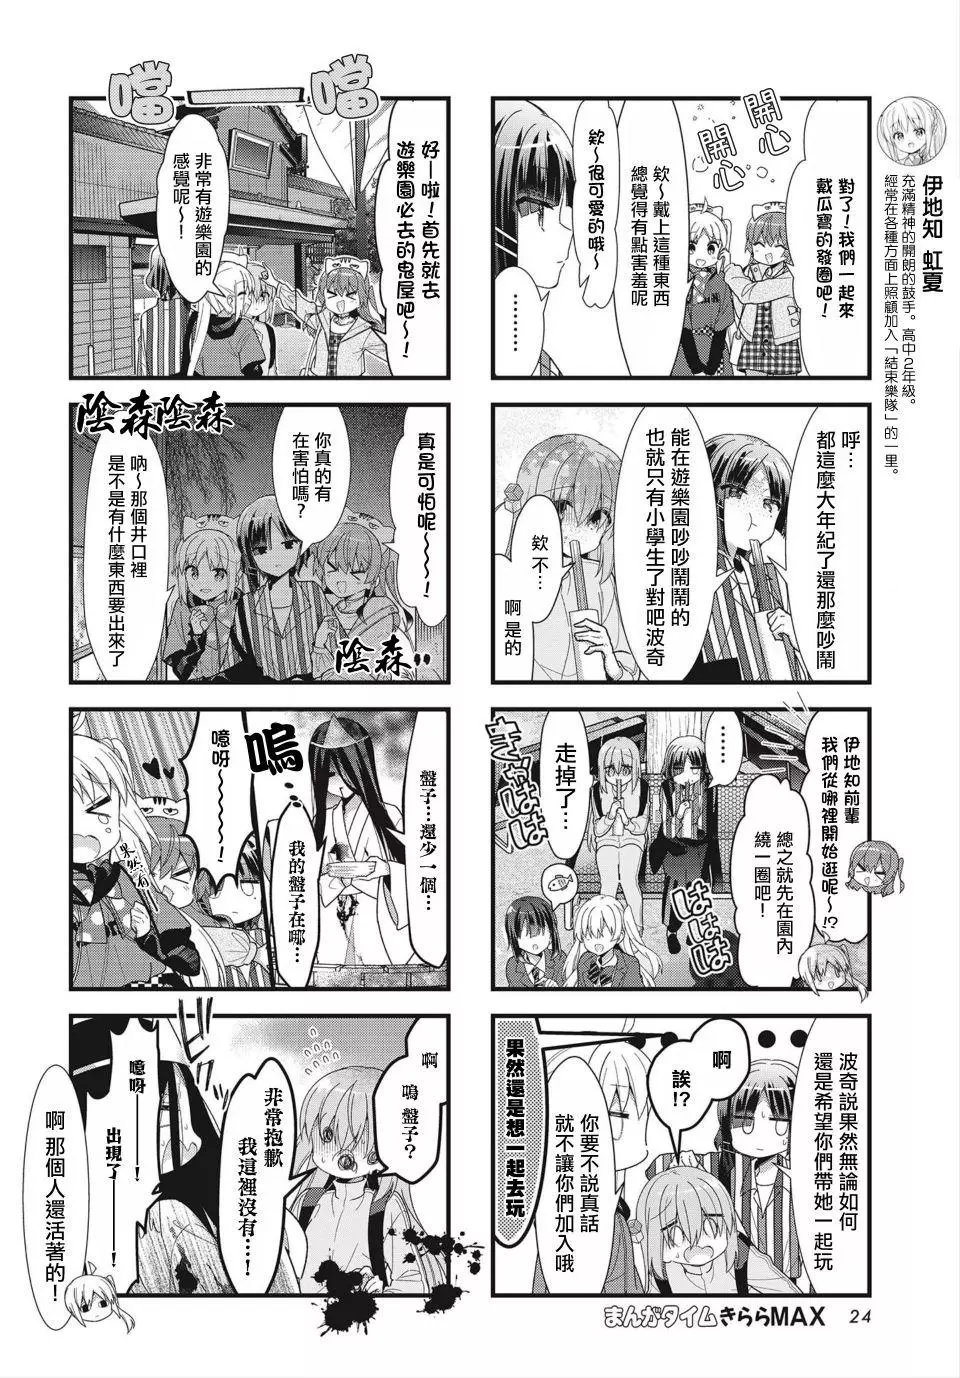 伊地知 虹夏
充滿精神的開朗的鼓手。高中2年級。
經常在各種方面上照顧加入「結束樂隊」的一里。
開心
開心
對了！我們一起來
戴瓜寶的發圈吧！
欸～戴上這種東西
總覺得有點害羞呢
欸～很可愛的哦～
呼…
都這麼大年紀了還那麼吵鬧
能在遊樂園吵吵鬧鬧的
也就只有小學生了對吧波奇
欸 不…
啊 是的
伊地知前輩
我們從哪裡開始逛呢～!?
總之就先在園內
繞一圈吧！
……
走掉了…
きゃ
はははは
はははは
波奇說果然無論如何
還是希望你們帶她一起玩
啊
誒!?
你要不說真話
就不讓你們加入哦
果然還是想一起去玩
噹
噹
好ー啦！首先就去
遊樂園必去的鬼屋吧～！
非常有遊樂園的
感覺呢～！
陰森陰森
真是可怕呢～～～！
你真的有
在害怕嗎？
吶～那個井口裡
是不是有什麼東西要出來了
陰森
盤子…還少一個…
我的盤子在哪…
嗚…
噫呀～！
果然有
啊
嗚 盤子？
非常抱歉
我這裡沒有…！
噫呀——！
出現了——！
啊 那個人還活著的！
まんがタイムきららMAX
24